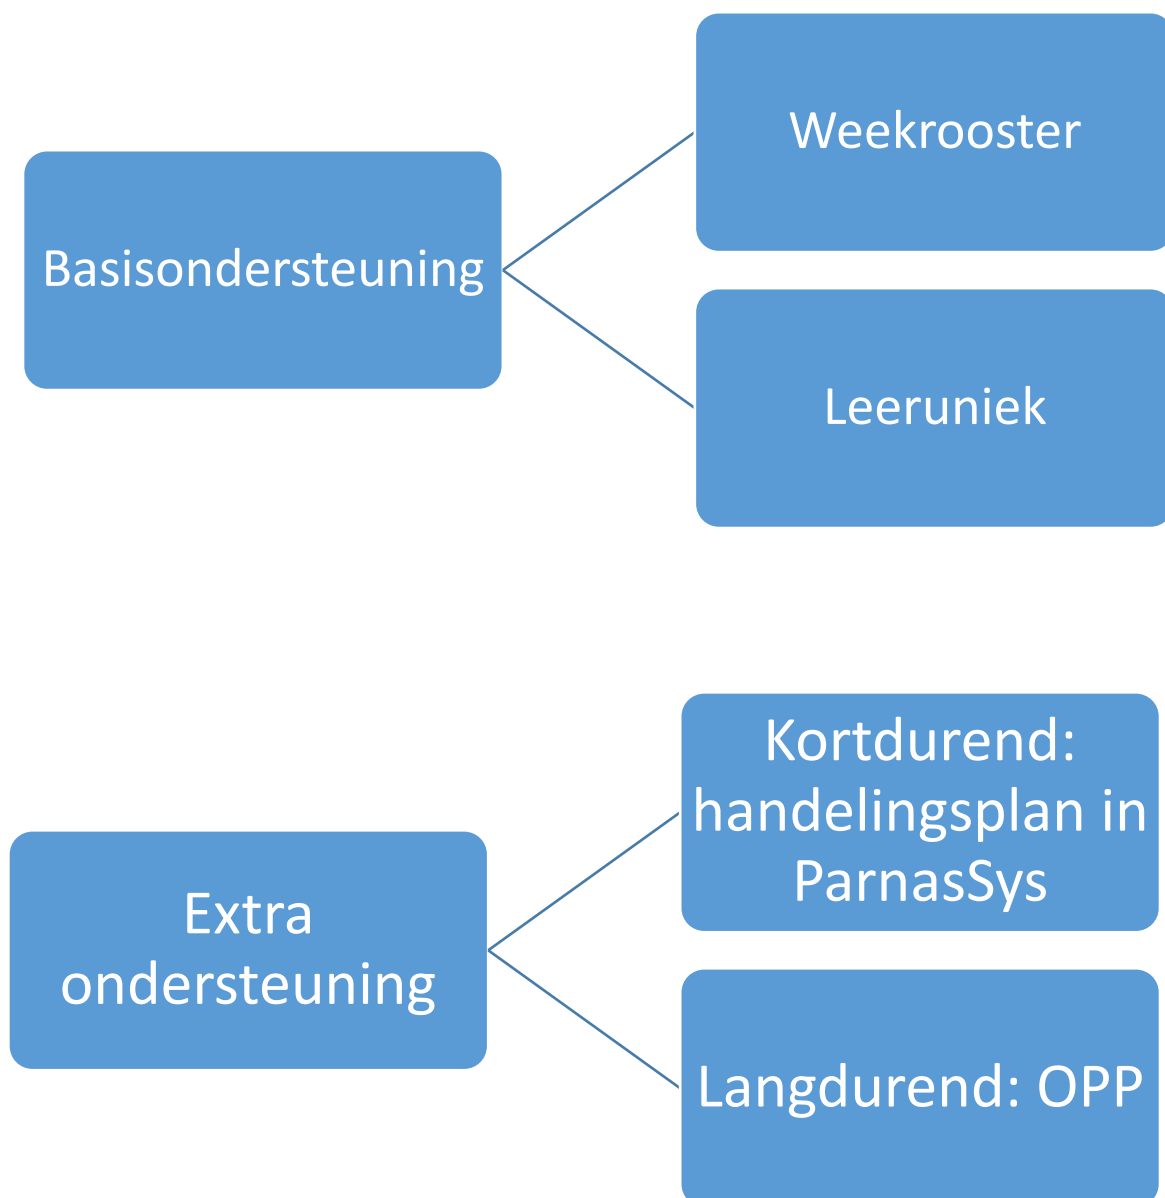 Weekrooster
Basisondersteuning
Leeruniek
Kortdurend:
handelingsplan in
ParnasSys
Extra
ondersteuning
Langdurend: OPP